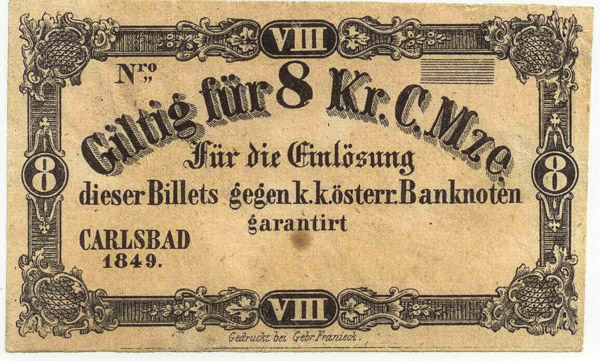 VIII
Nro
Giltig für 8 Kr. C. Mze.
Für die Einlösung
8
dieser Billets gegen k.k.österr. Banknoten
8
garantirt
CARLSBAD
1849.
VIII
Gedruckt bei Gebr. Franieck.